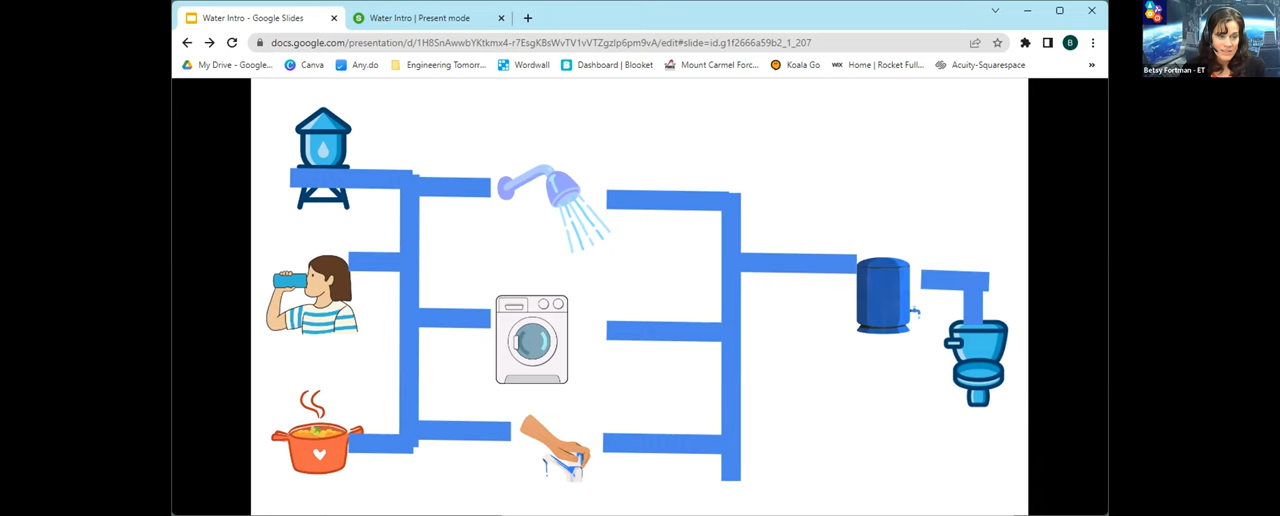 Water Intro - Google Slides
Water Intro | Present mode
docs.google.com/presentation/d/1H8SnAwwbYKtkmx4-r7EsgKBsWvTV1vVTZgzlp6pm9vA/edit#slide=id.g1f2666a59b2_1_207
B
My Drive - Google...
Canva
Any.do
Engineering Tomorr...
Wordwall
Dashboard | Blooket
Mount Carmel Forc...
Koala Go
WIX Home | Rocket Full...
Acuity-Squarespace
Betsy Fortman - ET